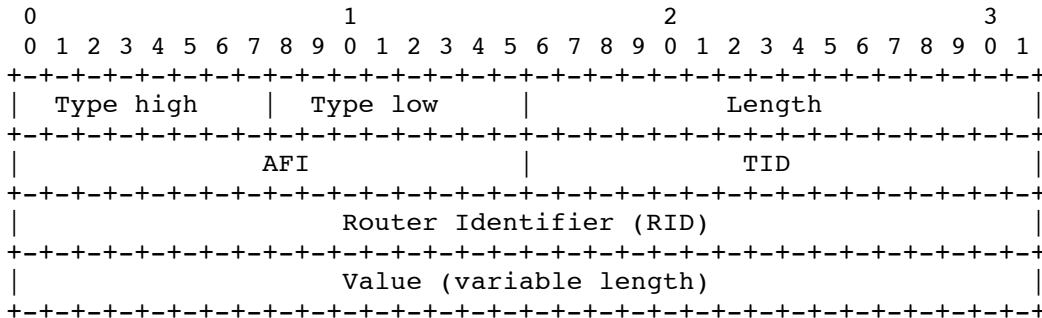 0                   1                   2                   3
 0 1 2 3 4 5 6 7 8 9 0 1 2 3 4 5 6 7 8 9 0 1 2 3 4 5 6 7 8 9 0 1
+-+-+-+-+-+-+-+-+-+-+-+-+-+-+-+-+-+-+-+-+-+-+-+-+-+-+-+-+-+-+-+-+
|  Type high    |  Type low     |            Length             |
+-+-+-+-+-+-+-+-+-+-+-+-+-+-+-+-+-+-+-+-+-+-+-+-+-+-+-+-+-+-+-+-+
|               AFI             |             TID               |
+-+-+-+-+-+-+-+-+-+-+-+-+-+-+-+-+-+-+-+-+-+-+-+-+-+-+-+-+-+-+-+-+
|                    Router Identifier (RID)                    |
+-+-+-+-+-+-+-+-+-+-+-+-+-+-+-+-+-+-+-+-+-+-+-+-+-+-+-+-+-+-+-+-+
|                    Value (variable length)                    |
+-+-+-+-+-+-+-+-+-+-+-+-+-+-+-+-+-+-+-+-+-+-+-+-+-+-+-+-+-+-+-+-+